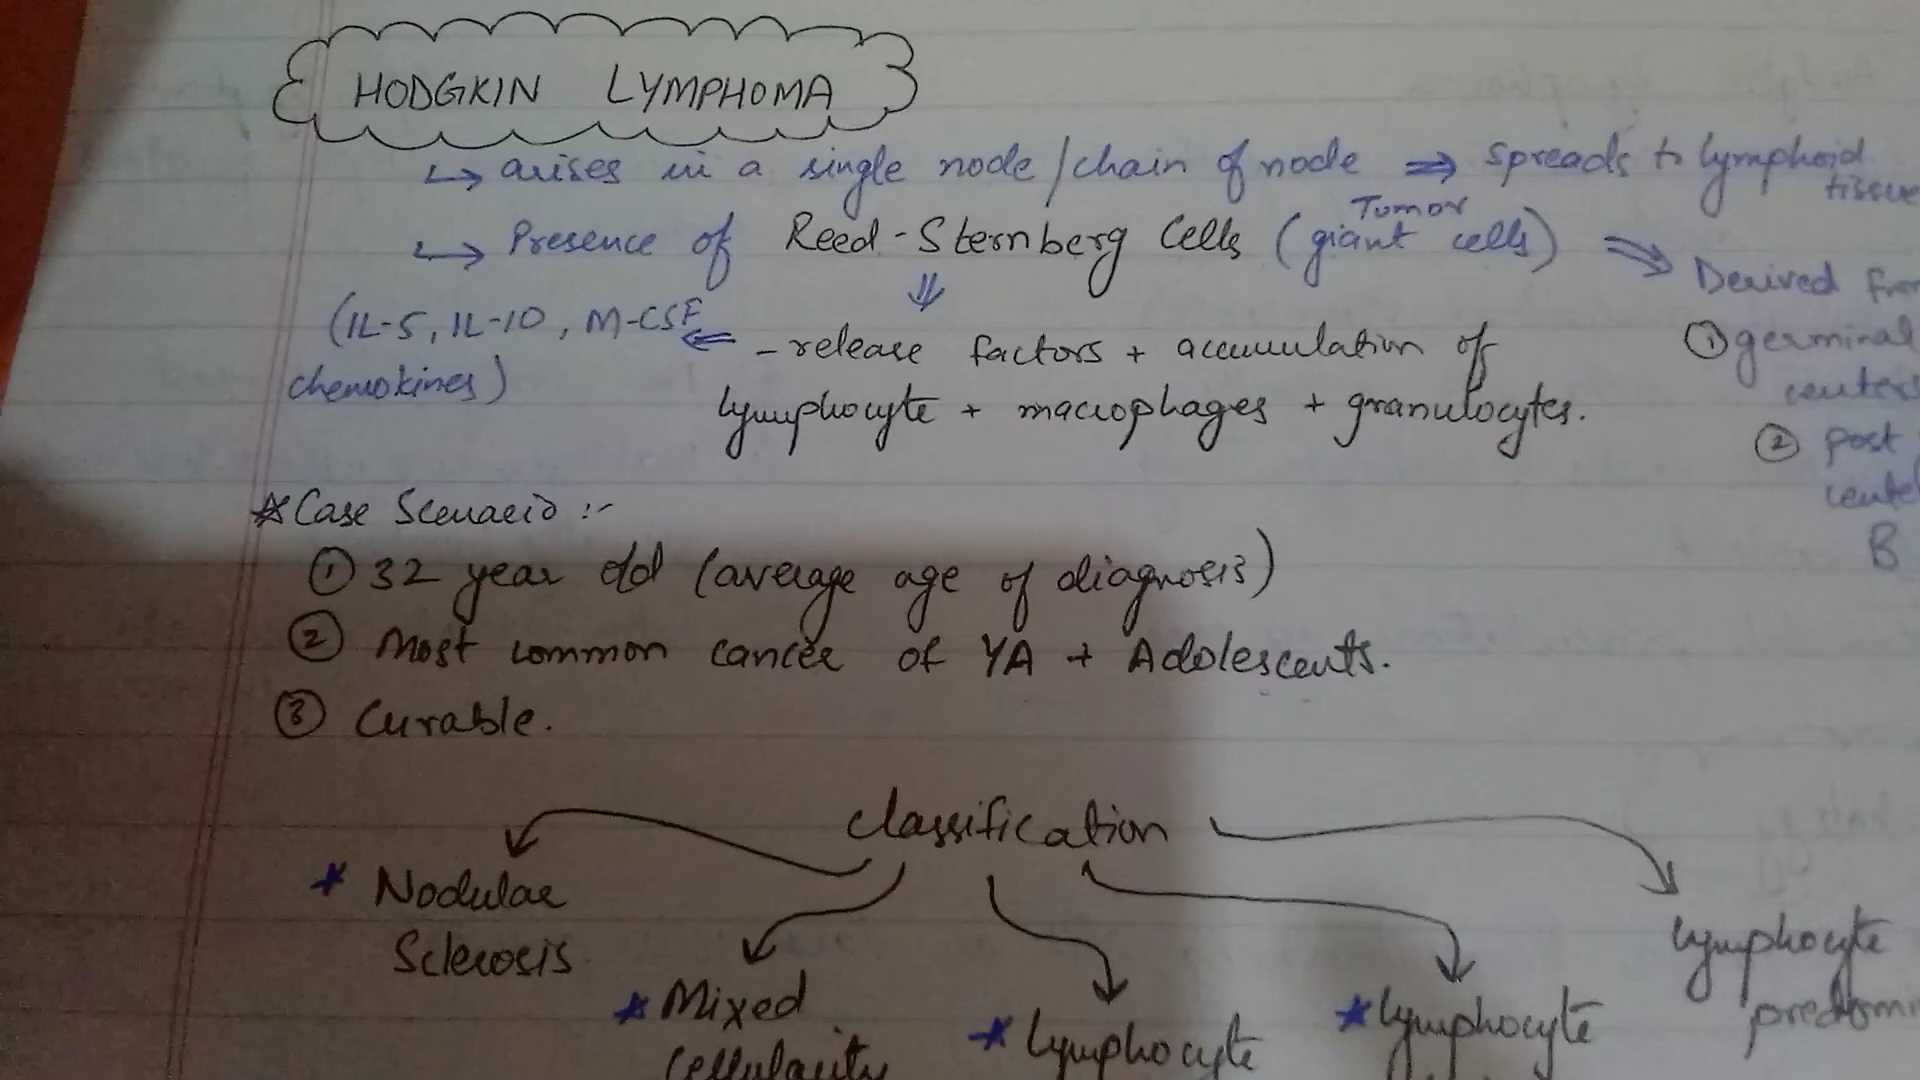 HODGKIN LYMPHOMA
↳ arises in a single node/chain of node ⇒ spreads to lymphoid tissue
↳ Presence of Reed-Sternberg Cells (Tumor giant cells) ⇒ Derived
⇓
(IL-5, IL-10, M-CSF chemokines) ⇐ - release factors + accumulation of
lymphocyte + macrophages + granulocytes.
① germinal
centers
② post
B
* Case Scenario :-
① 32 year old (average age of diagnosis)
② Most common cancer of YA + Adolescents.
③ Curable.
classification
* Nodular
Sclerosis
* Mixed
Cellularity
* Lymphocyte
* Lymphocyte
Lymphocyte